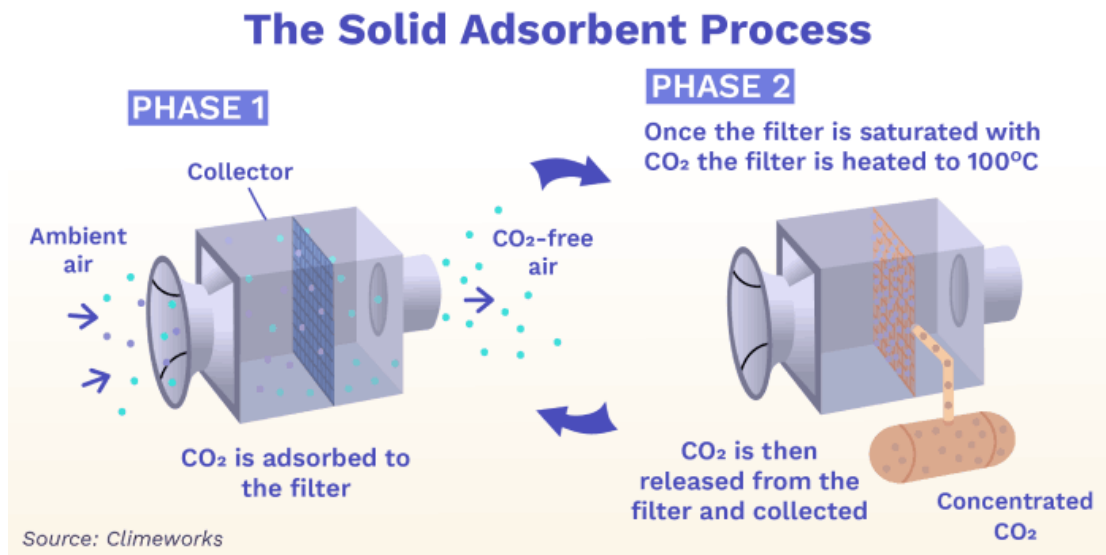 The Solid Adsorbent Process
PHASE 1
Collector
Ambient
air
CO₂-free
air
CO₂ is adsorbed to
the filter
PHASE 2
Once the filter is saturated with
CO₂ the filter is heated to 100⁰C
CO₂ is then
released from the
filter and collected
Concentrated
CO₂
Source: Climeworks